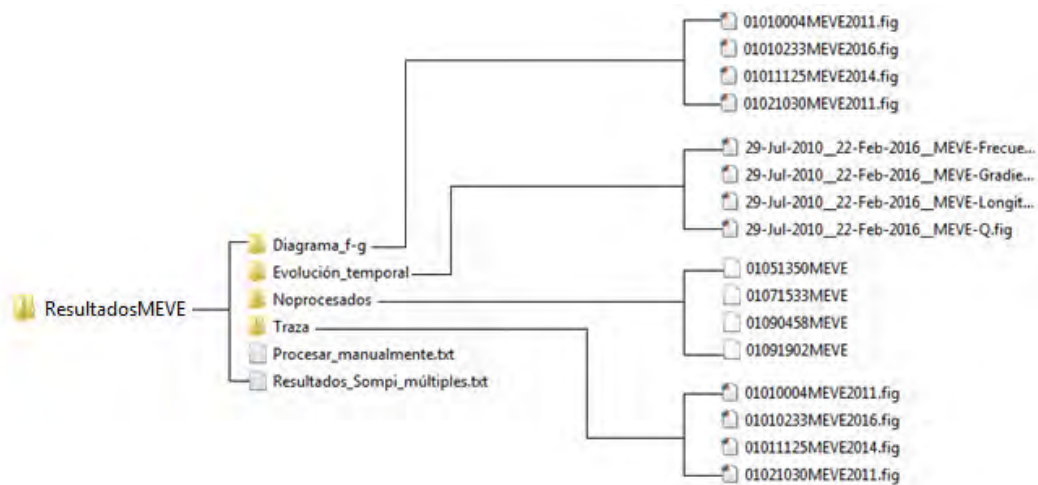 01010004MEVE2011.fig
01010233MEVE2016.fig
01011125MEVE2014.fig
01021030MEVE2011.fig
29-Jul-2010__22-Feb-2016__MEVE-Frecue...
29-Jul-2010__22-Feb-2016__MEVE-Gradie...
29-Jul-2010__22-Feb-2016__MEVE-Longit...
29-Jul-2010__22-Feb-2016__MEVE-Q.fig
ResultadosMEVE
Diagrama_f-g
Evolución_temporal
Noprocesados
Traza
Procesar_manualmente.txt
Resultados_Sompi_múltiples.txt
01051350MEVE
01071533MEVE
01090458MEVE
01091902MEVE
01010004MEVE2011.fig
01010233MEVE2016.fig
01011125MEVE2014.fig
01021030MEVE2011.fig